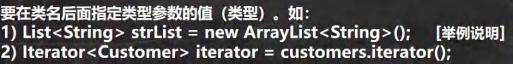 要在类名后面指定类型参数的值（类型）。如：
1) List<String> strList = new ArrayList<String>(); [举例说明]
2) Iterator<Customer> iterator = customers.iterator();